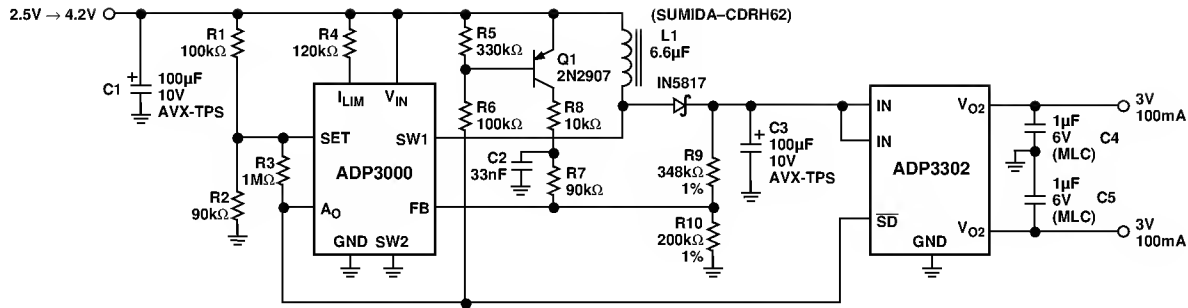 2.5V → 4.2V
(SUMIDA–CDRH62)
L1
6.6µF
R1
100kΩ
R4
120kΩ
R5
330kΩ
Q1
2N2907
IN5817
C1
+
100µF
10V
AVX-TPS
I LIM
V IN
R6
100kΩ
R8
10kΩ
SET
SW1
R3
1MΩ
ADP3000
C2
33nF
R7
90kΩ
R9
348kΩ
1%
+
C3
100µF
10V
AVX-TPS
R2
90kΩ
AO
FB
GND
SW2
R10
200kΩ
1%
IN
IN
VO2
ADP3302
SD
VO2
GND
3V
100mA
1µF
6V
(MLC)
C4
1µF
6V
(MLC)
C5
3V
100mA